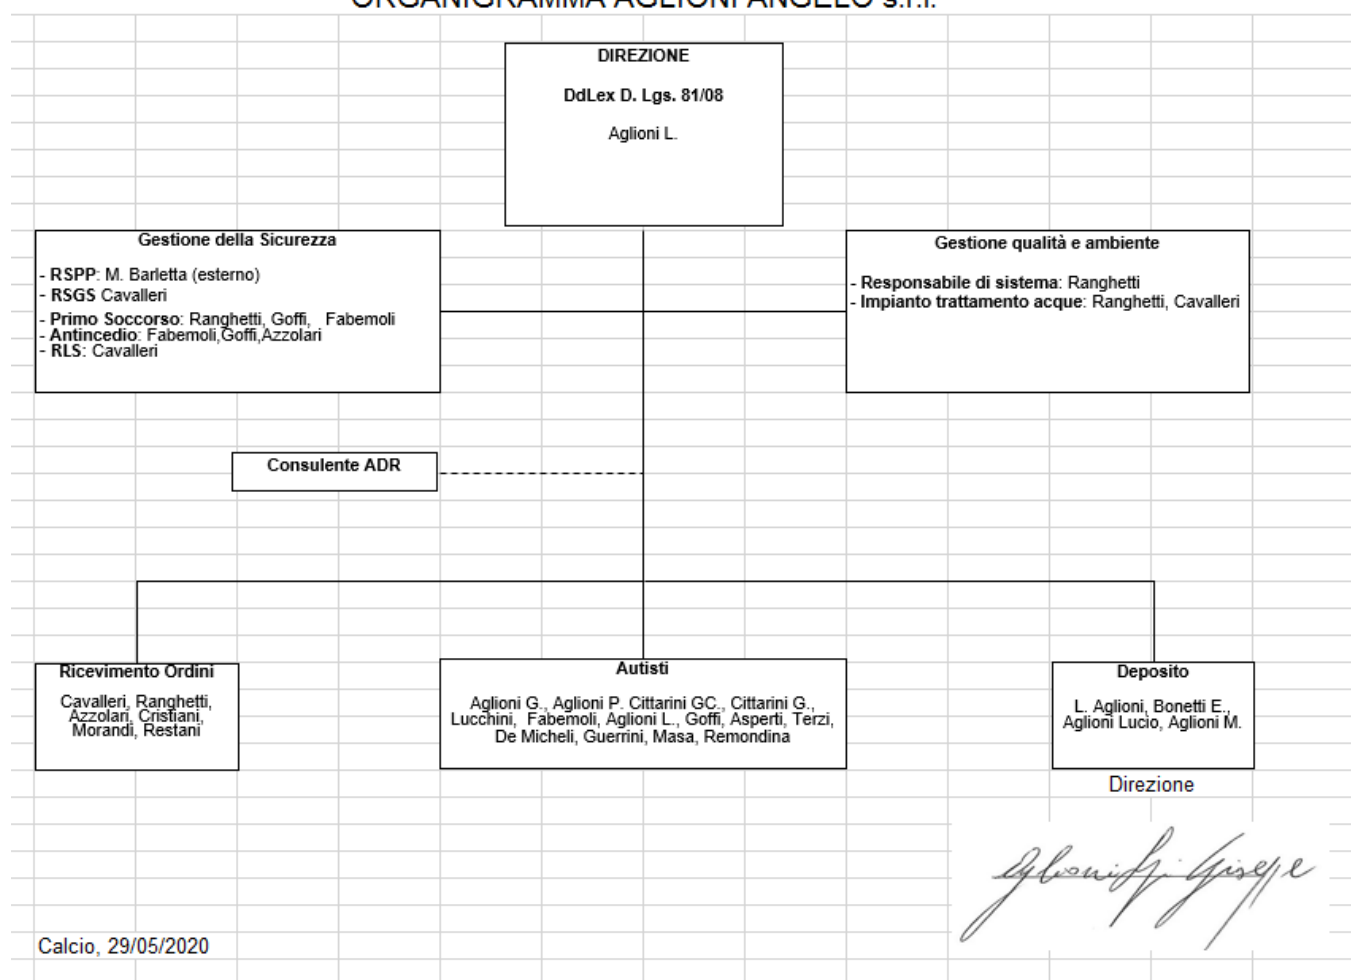 ORGANIGRAMMA AGLIONI ANGELO s.r.l.
DIREZIONE
DdLex D. Lgs. 81/08
Aglioni L.
Gestione della Sicurezza
- RSPP: M. Barletta (esterno)
- RSGS Cavalleri
- Primo Soccorso: Ranghetti, Goffi, Fabemoli
- Antincedio: Fabemoli,Goffi,Azzolari
- RLS: Cavalleri
Gestione qualità e ambiente
- Responsabile di sistema: Ranghetti
- Impianto trattamento acque: Ranghetti, Cavalleri
Consulente ADR
Ricevimento Ordini
Cavalleri, Ranghetti,
Azzolari, Cristiani,
Morandi, Restani
Autisti
Aglioni G., Aglioni P. Cittarini GC., Cittarini G.,
Lucchini, Fabemoli, Aglioni L., Goffi, Asperti, Terzi,
De Micheli, Guerrini, Masa, Remondina
Deposito
L. Aglioni, Bonetti E.,
Aglioni Lucio, Aglioni M.
Direzione
Calcio, 29/05/2020